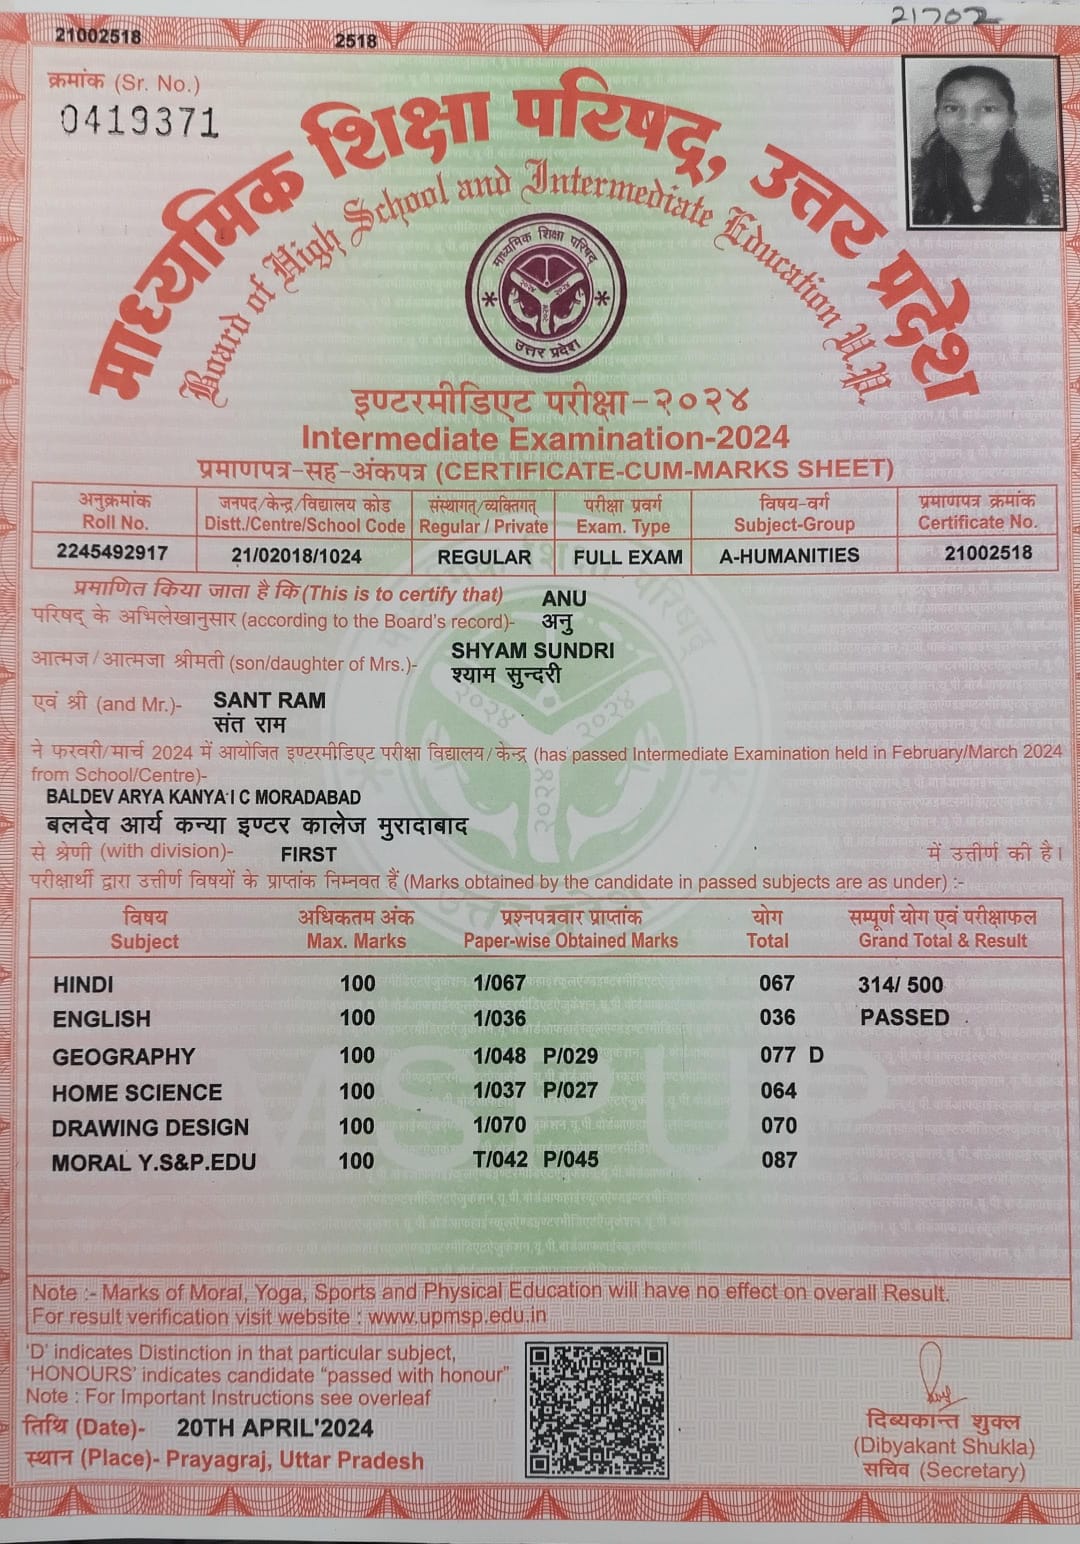 21702
21002518 2518
क्रमांक (Sr. No.)
0419371
माध्यमिक शिक्षा परिषद्, उत्तर प्रदेश
Board of High School and Intermediate Education U.P.
माध्यमिक शिक्षा परिषद्
उत्तर प्रदेश
इण्टरमीडिएट परीक्षा-२०२४
Intermediate Examination-2024
प्रमाणपत्र-सह-अंकपत्र (CERTIFICATE-CUM-MARKS SHEET)
अनुक्रमांक जनपद/केन्द्र/विद्यालय कोड संस्थागत/व्यक्तिगत परीक्षा प्रवर्ग विषय-वर्ग प्रमाणपत्र क्रमांक
Roll No. Distt./Centre/School Code Regular / Private Exam. Type Subject-Group Certificate No.
2245492917 21/02018/1024 REGULAR FULL EXAM A-HUMANITIES 21002518
प्रमाणित किया जाता है कि (This is to certify that) ANU
परिषद् के अभिलेखानुसार (according to the Board's record)- अनु
SHYAM SUNDRI
आत्मज/आत्मजा श्रीमती (son/daughter of Mrs.)- श्याम सुन्दरी
एवं श्री (and Mr.)- SANT RAM
संत राम
ने फरवरी/मार्च 2024 में आयोजित इण्टरमीडिएट परीक्षा विद्यालय/केन्द्र (has passed Intermediate Examination held in February/March 2024
from School/Centre)-
BALDEV ARYA KANYA I C MORADABAD
बलदेव आर्य कन्या इण्टर कालेज मुरादाबाद
से श्रेणी (with division)- FIRST में उत्तीर्ण की है।
परीक्षार्थी द्वारा उत्तीर्ण विषयों के प्राप्तांक निम्नवत हैं (Marks obtained by the candidate in passed subjects are as under) :-
विषय अधिकतम अंक प्रश्नपत्रवार प्राप्तांक योग सम्पूर्ण योग एवं परीक्षाफल
Subject Max. Marks Paper-wise Obtained Marks Total Grand Total & Result
HINDI 100 1/067 067 314/ 500
ENGLISH 100 1/036 036 PASSED
GEOGRAPHY 100 1/048 P/029 077 D
HOME SCIENCE 100 1/037 P/027 064
DRAWING DESIGN 100 1/070 070
MORAL Y.S&P.EDU 100 T/042 P/045 087
MSPUP
Note :- Marks of Moral, Yoga, Sports and Physical Education will have no effect on overall Result.
For result verification visit website : www.upmsp.edu.in
'D' indicates Distinction in that particular subject,
'HONOURS' indicates candidate "passed with honour"
Note : For Important Instructions see overleaf
तिथि (Date)- 20TH APRIL'2024
स्थान (Place)- Prayagraj, Uttar Pradesh
दिब्यकान्त शुक्ल
(Dibyakant Shukla)
सचिव (Secretary)